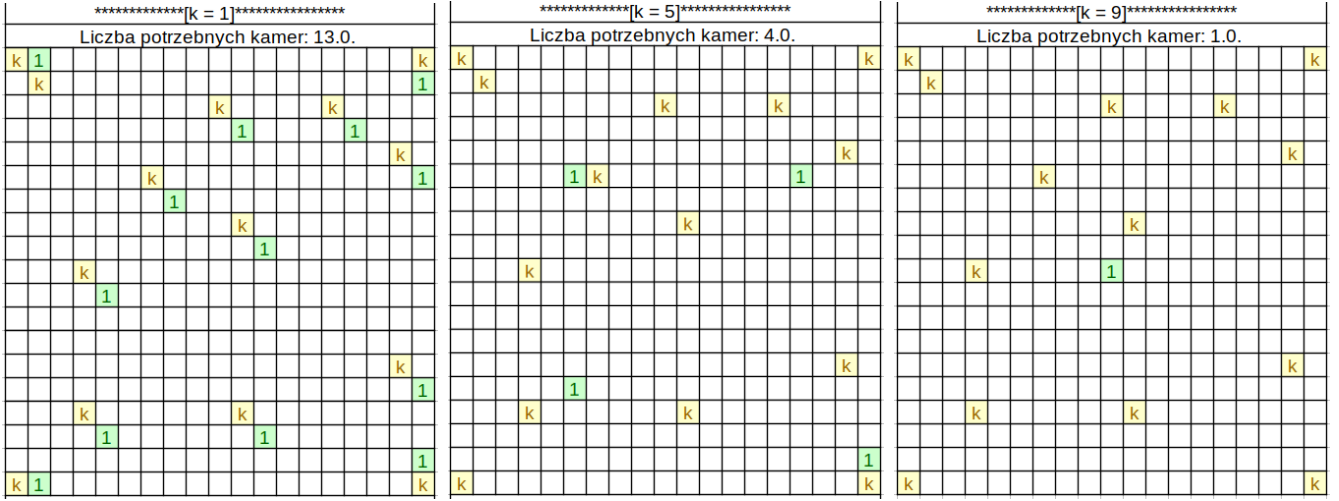 *************[k = 1]****************
Liczba potrzebnych kamer: 13.0.
k 1 k
k 1
k k
1 1
k
k 1
1
k
1
k
1
k
1
k k
1 1
1
k 1 k
*************[k = 5]****************
Liczba potrzebnych kamer: 4.0.
k k
k
k k
k
1 k 1
k
k
k
1
k k
1
k k
*************[k = 9]****************
Liczba potrzebnych kamer: 1.0.
k k
k
k k
k
k
k
k 1
k
k k
k k